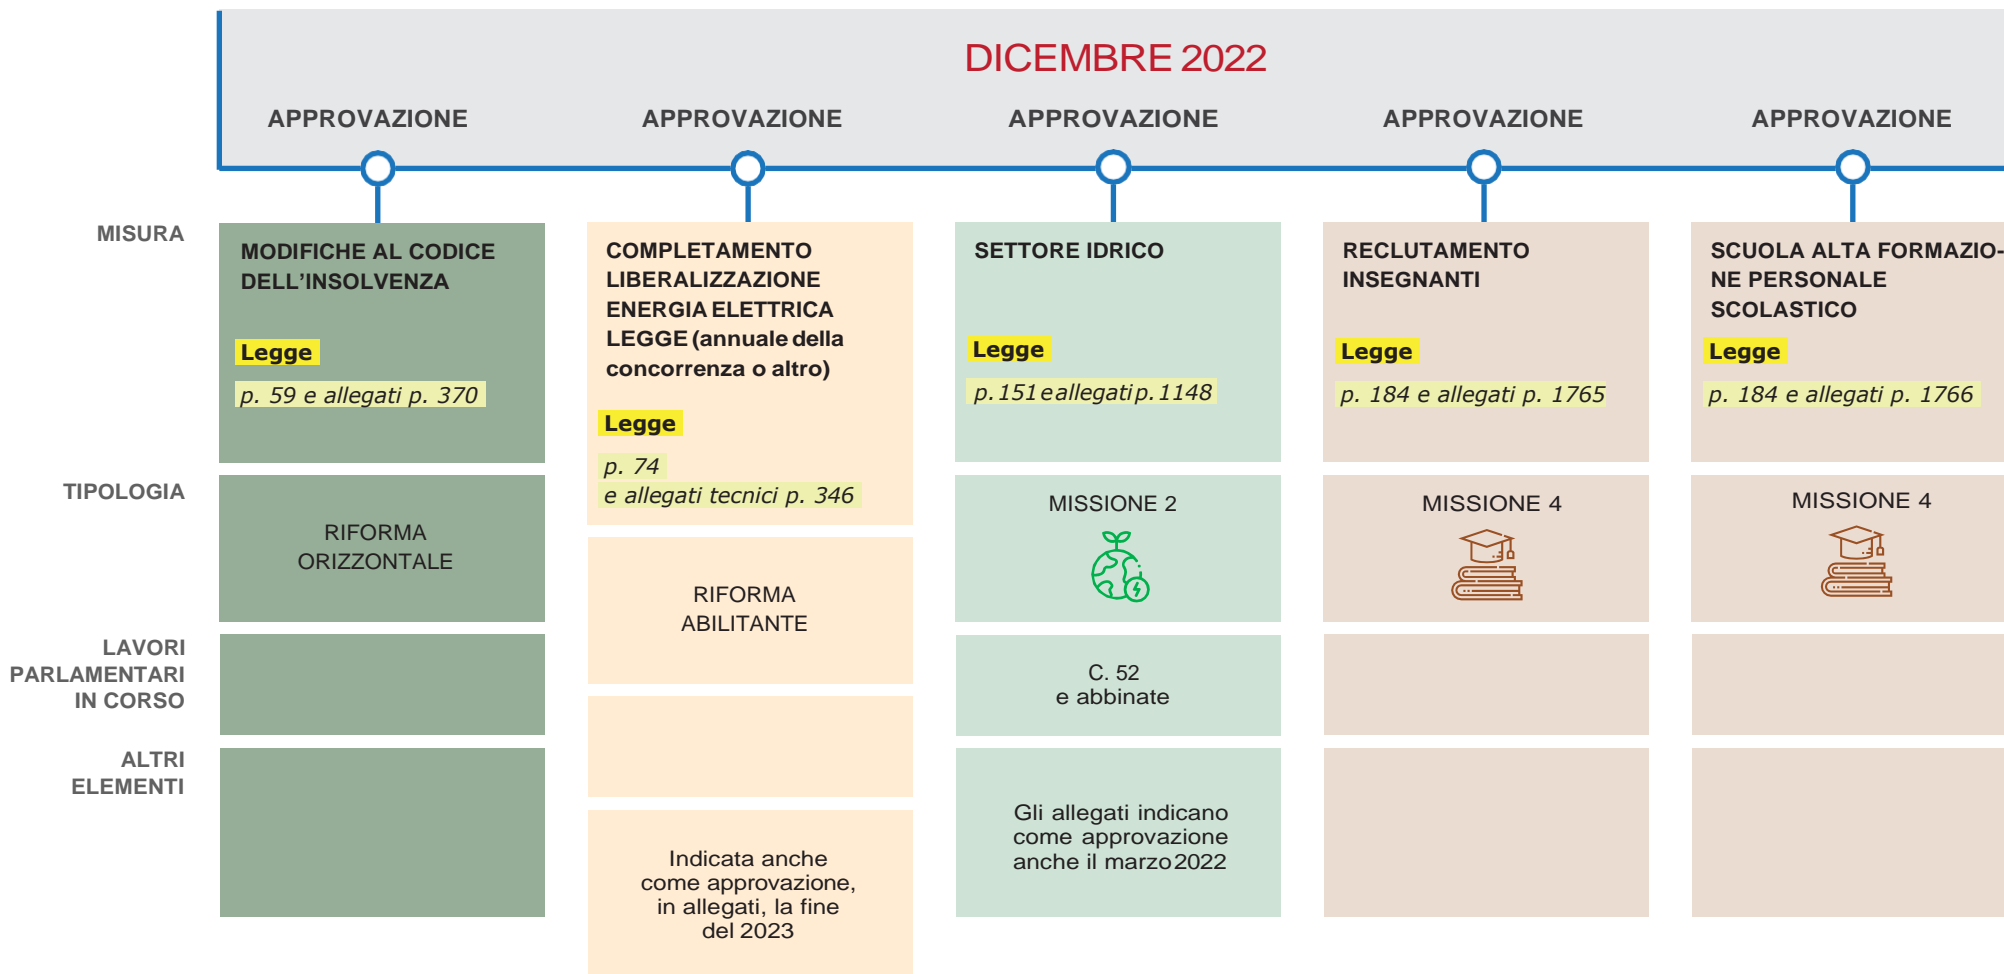 DICEMBRE 2022
APPROVAZIONE
APPROVAZIONE
APPROVAZIONE
APPROVAZIONE
APPROVAZIONE
MISURA
MODIFICHE AL CODICE
DELL’INSOLVENZA
Legge
p. 59 e allegati p. 370
COMPLETAMENTO
LIBERALIZZAZIONE
ENERGIA ELETTRICA
LEGGE (annuale della
concorrenza o altro)
Legge
p. 74
e allegati tecnici p. 346
SETTORE IDRICO
Legge
p. 151 e allegati p. 1148
RECLUTAMENTO
INSEGNANTI
Legge
p. 184 e allegati p. 1765
SCUOLA ALTA FORMAZIO-
NE PERSONALE
SCOLASTICO
Legge
p. 184 e allegati p. 1766
TIPOLOGIA
RIFORMA
ORIZZONTALE
RIFORMA
ABILITANTE
MISSIONE 2
MISSIONE 4
MISSIONE 4
LAVORI
PARLAMENTARI
IN CORSO
C. 52
e abbinate
ALTRI
ELEMENTI
Indicata anche
come approvazione,
in allegati, la fine
del 2023
Gli allegati indicano
come approvazione
anche il marzo 2022